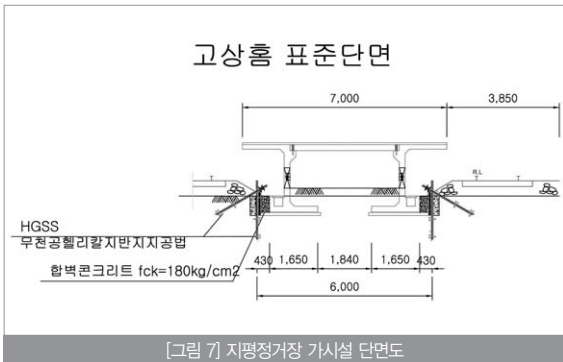 고상홈 표준단면
7,000
3,850
R.L
HGSS
무천공헬리칼지반지지공법
합벽콘크리트 fck=180kg/cm2
430
1,650
1,840
1,650
430
6,000
[그림 7] 지평정거장 가시설 단면도